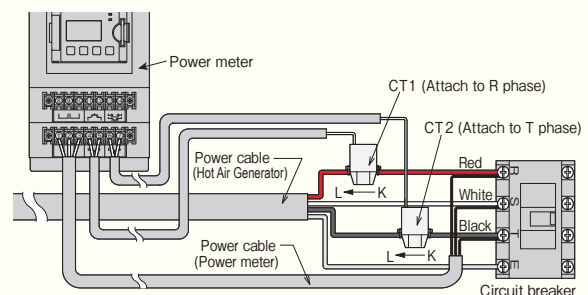 Power meter
CT1 (Attach to R phase)
CT2 (Attach to T phase)
Power cable
(Hot Air Generator)
Red
R
L K
White
S
Black
T
L K
Power cable
(Power meter)
E
Circuit breaker